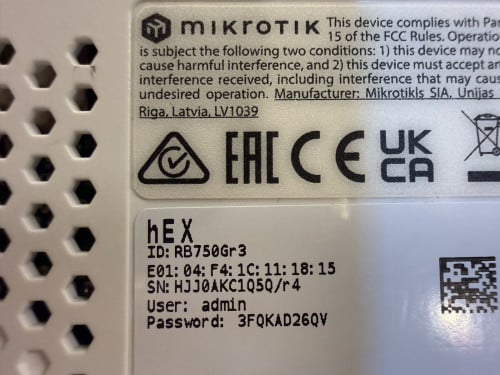 mikrotik This device complies with Par
15 of the FCC Rules. Operation
is subject the following two conditions: 1) this device may no
cause harmful interference, and 2) this device must accept an
interference received, including interference that may caus
undesired operation. Manufacturer: Mikrotikls SIA, Unijas
Riga, Latvia, LV1039
EAC CE UK CA
hEX
ID: RB750Gr3
E01:04:F4:1C:11:18:15
SN: HJJ0AKC1Q5Q/r4
User: admin
Password: 3FQKAD26QV